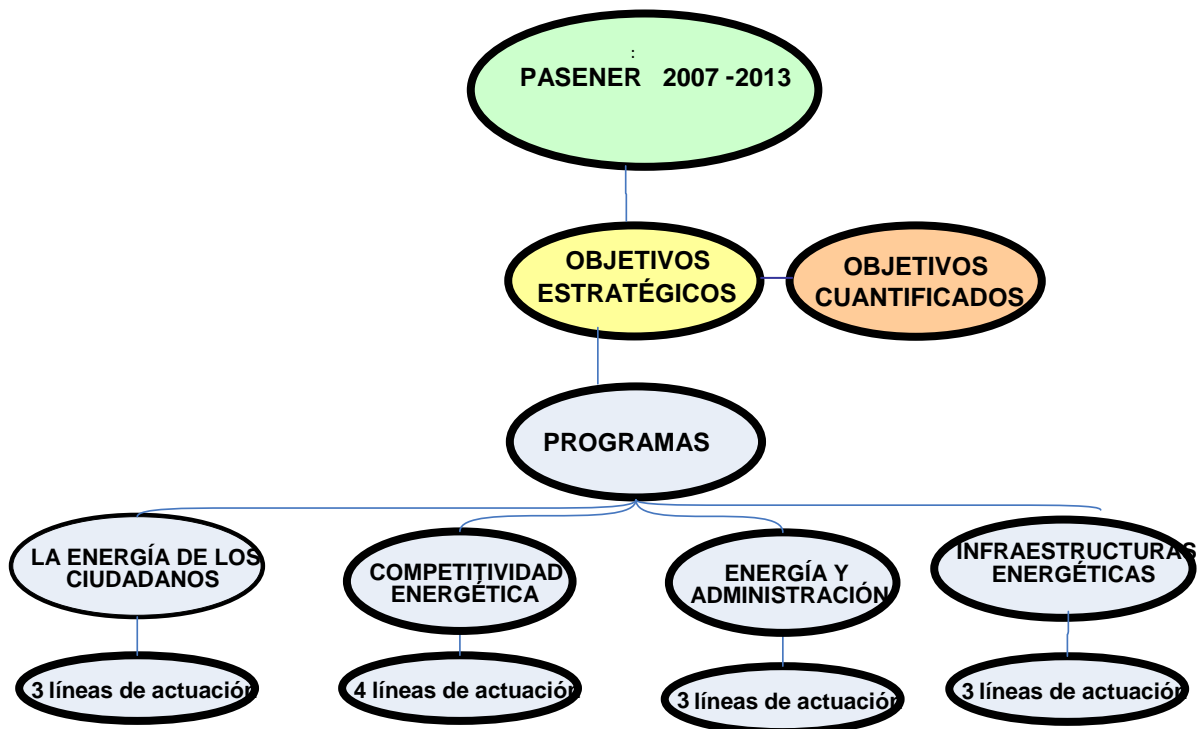 :
PASENER 2007 -2013
OBJETIVOS
ESTRATÉGICOS
OBJETIVOS
CUANTIFICADOS
PROGRAMAS
LA ENERGÍA DE LOS
CIUDADANOS
COMPETITIVIDAD
ENERGÉTICA
ENERGÍA Y
ADMINISTRACIÓN
INFRAESTRUCTURAS
ENERGÉTICAS
3 líneas de actuación
4 líneas de actuación
3 líneas de actuación
3 líneas de actuación